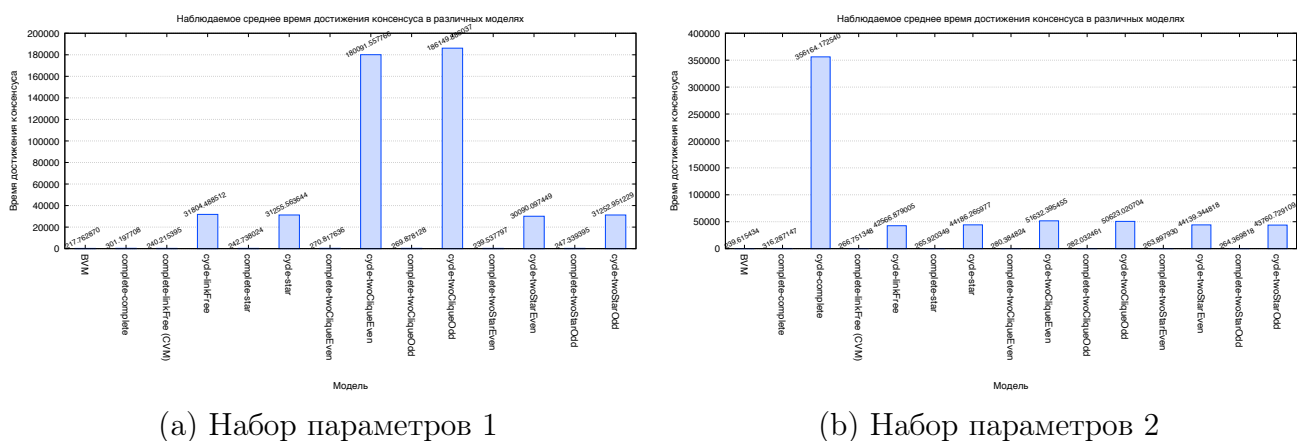 Наблюдаемое среднее время достижения консенсуса в различных моделях
Время достижения консенсуса
200000
180000
160000
140000
120000
100000
80000
60000
40000
20000
0
217.762870
301.197708
240.215395
31804.488512
242.738024
31255.563644
270.817636
180091.557766
269.878128
239.537797
30090.097449
247.339395
31252.951229
BVM
complete-complete
complete-linkFree (CVM)
cycle-linkFree
complete-star
cycle-star
complete-twoCliqueEven
cycle-twoCliqueEven
complete-twoCliqueOdd
cycle-twoCliqueOdd
complete-twoStarEven
cycle-twoStarEven
complete-twoStarOdd
cycle-twoStarOdd
Модель
(a) Набор параметров 1
Наблюдаемое среднее время достижения консенсуса в различных моделях
Время достижения консенсуса
400000
350000
300000
250000
200000
150000
100000
50000
0
239.615434
316.287147
356164.172540
266.751348
42566.879005
265.920349
44186.265977
280.384824
51632.395455
282.032461
50623.020704
263.897930
44139.344818
264.369818
43760.729109
BVM
complete-complete
cycle-complete
complete-linkFree (CVM)
cycle-linkFree
complete-star
cycle-star
complete-twoCliqueEven
cycle-twoCliqueEven
complete-twoCliqueOdd
cycle-twoCliqueOdd
complete-twoStarEven
cycle-twoStarEven
complete-twoStarOdd
cycle-twoStarOdd
Модель
(b) Набор параметров 2